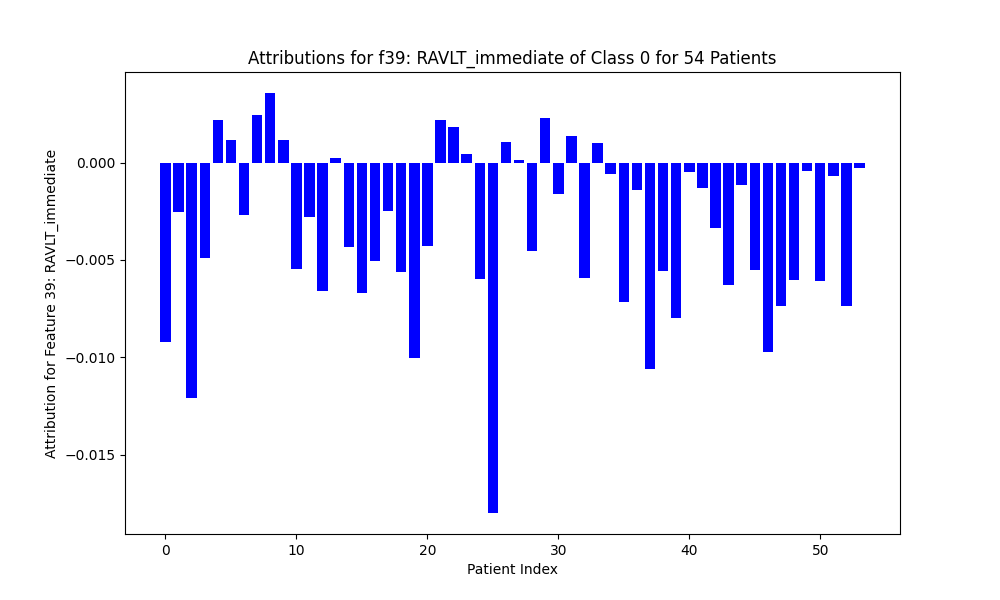 Attributions for f39: RAVLT_immediate of Class 0 for 54 Patients
Attribution for Feature 39: RAVLT_immediate
0.000
−0.005
−0.010
−0.015
0 10 20 30 40 50
Patient Index